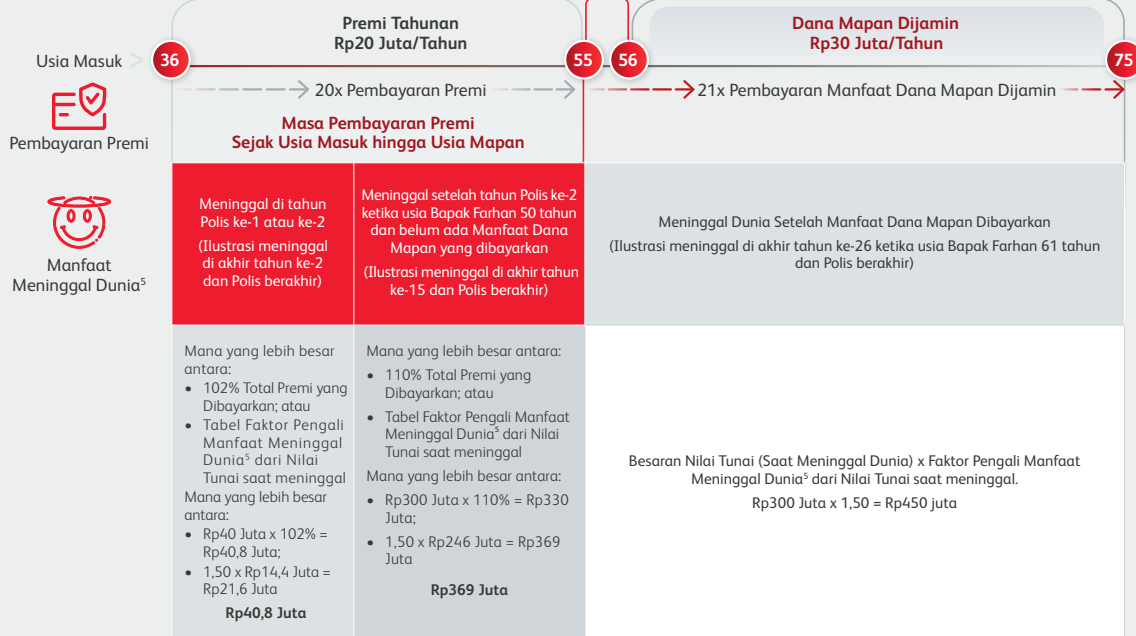 Premi Tahunan
Rp20 Juta/Tahun
Dana Mapan Dijamin
Rp30 Juta/Tahun
Usia Masuk
36
55
56
75
20x Pembayaran Premi
21x Pembayaran Manfaat Dana Mapan Dijamin
Masa Pembayaran Premi
Sejak Usia Masuk hingga Usia Mapan
Pembayaran Premi
Manfaat
Meninggal Dunia⁵
Meninggal di tahun
Polis ke-1 atau ke-2
(Ilustrasi meninggal
di akhir tahun ke-2
dan Polis berakhir)
Meninggal setelah tahun Polis ke-2
ketika usia Bapak Farhan 50 tahun
dan belum ada Manfaat Dana
Mapan yang dibayarkan
(Ilustrasi meninggal di akhir tahun
ke-15 dan Polis berakhir)
Meninggal Dunia Setelah Manfaat Dana Mapan Dibayarkan
(Ilustrasi meninggal di akhir tahun ke-26 ketika usia Bapak Farhan 61 tahun
dan Polis berakhir)
Mana yang lebih besar
antara:
• 102% Total Premi yang
Dibayarkan; atau
• Tabel Faktor Pengali
Manfaat Meninggal
Dunia⁵ dari Nilai
Tunai saat meninggal
Mana yang lebih besar
antara:
• Rp40 Juta x 102% =
Rp40,8 Juta;
• 1,50 x Rp14,4 Juta =
Rp21,6 Juta
Rp40,8 Juta
Mana yang lebih besar antara:
• 110% Total Premi yang
Dibayarkan; atau
• Tabel Faktor Pengali Manfaat
Meninggal Dunia⁵ dari Nilai
Tunai saat meninggal
Mana yang lebih besar antara:
• Rp300 Juta x 110% = Rp330
Juta;
• 1,50 x Rp246 Juta = Rp369
Juta
Rp369 Juta
Besaran Nilai Tunai (Saat Meninggal Dunia) x Faktor Pengali Manfaat
Meninggal Dunia⁵ dari Nilai Tunai saat meninggal.
Rp300 Juta x 1,50 = Rp450 juta